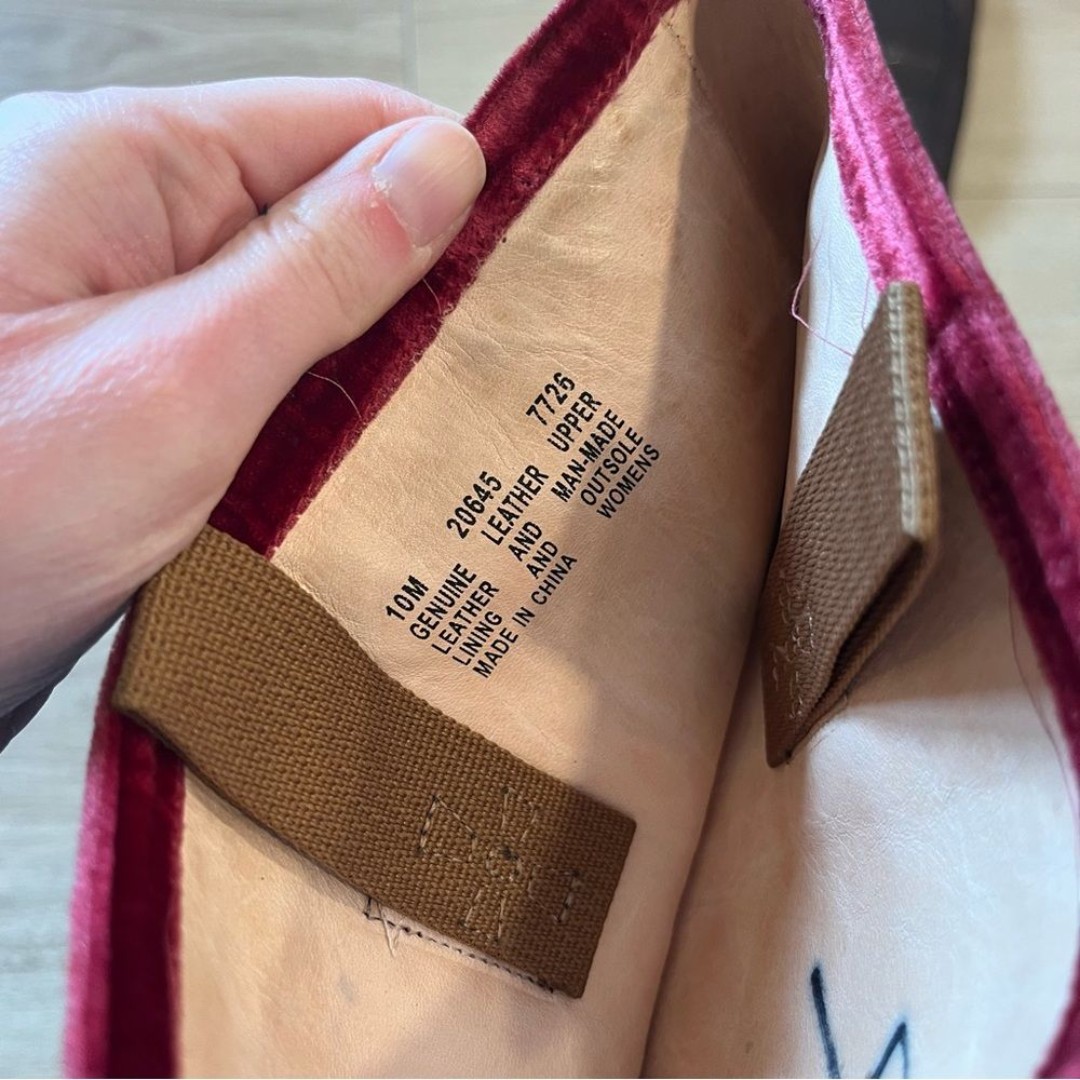 10M 20645 7726
GENUINE LEATHER UPPER
LEATHER AND MAN-MADE
LINING AND OUTSOLE
MADE IN CHINA WOMENS